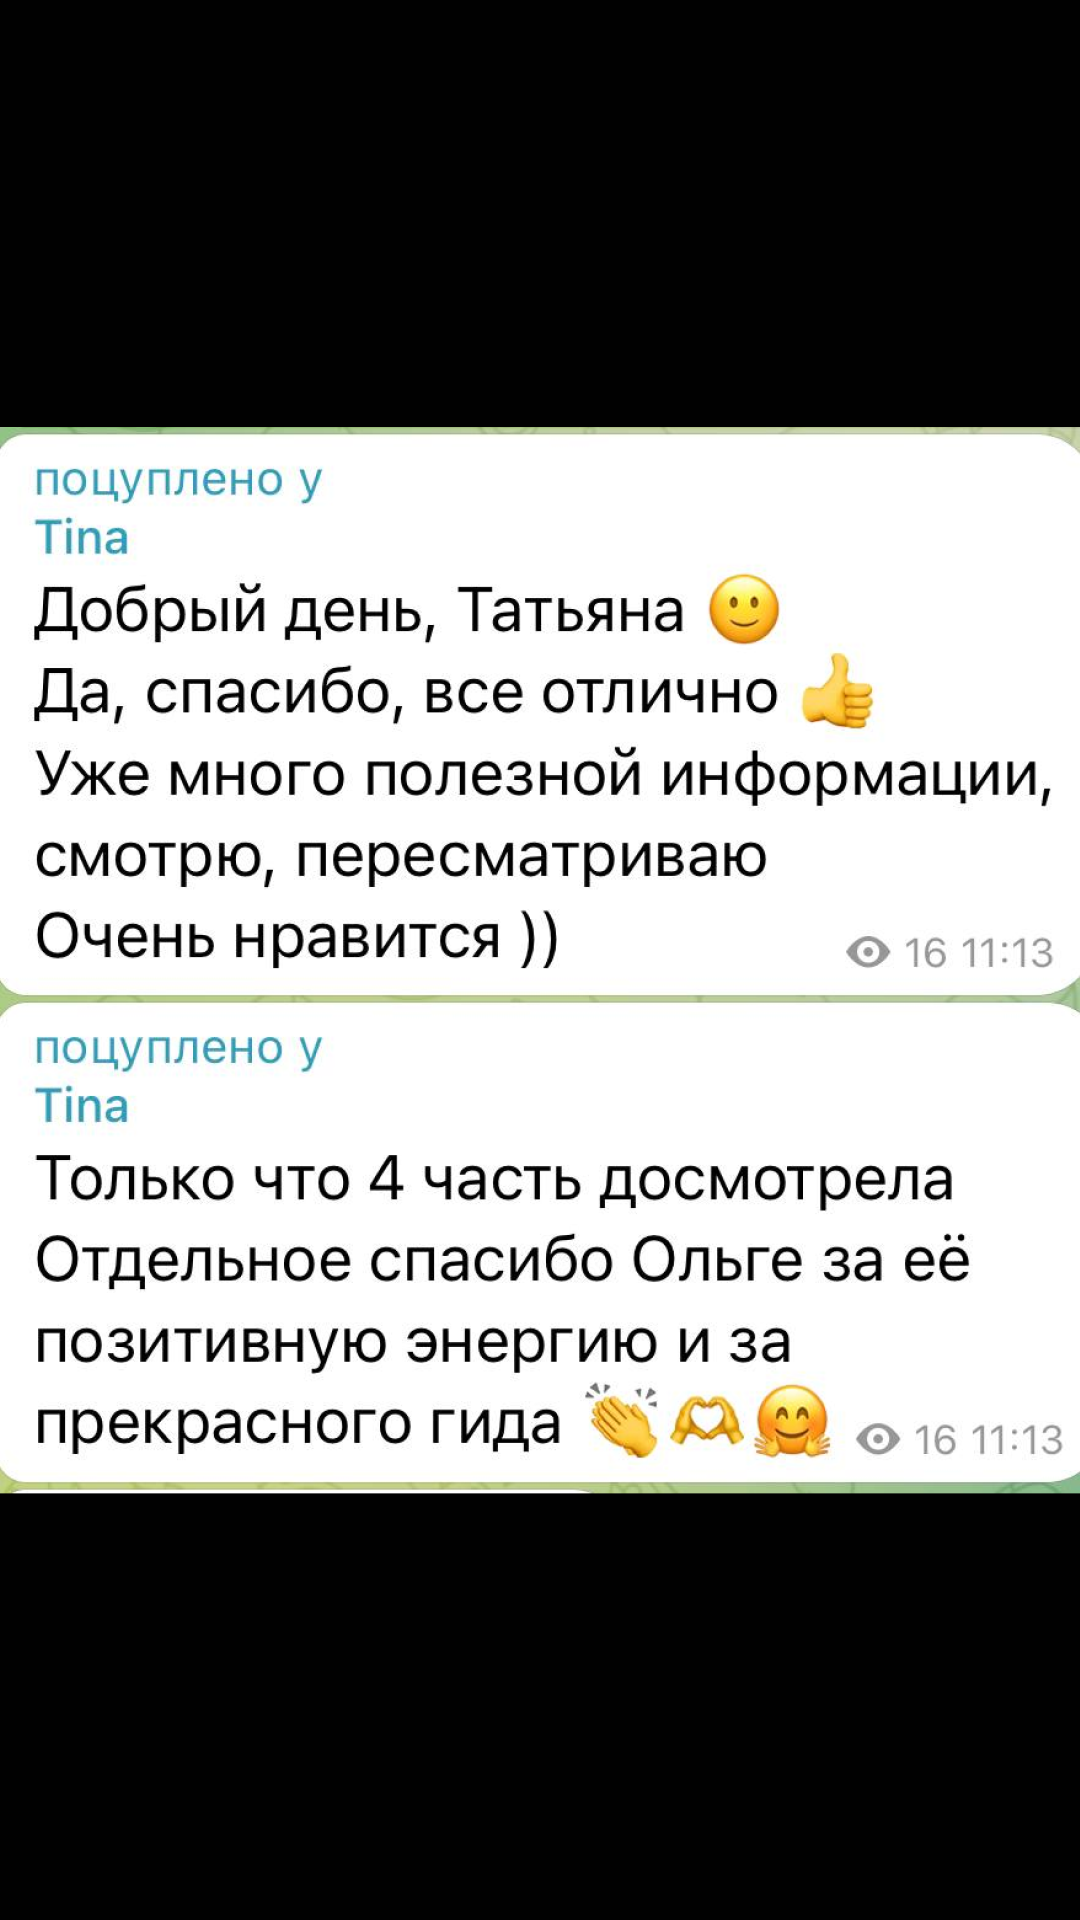 поцуплено у
Tina
Добрый день, Татьяна 🙂
Да, спасибо, все отлично 👍
Уже много полезной информации,
смотрю, пересматриваю
Очень нравится ))
16 11:13
поцуплено у
Tina
Только что 4 часть досмотрела
Отдельное спасибо Ольге за её
позитивную энергию и за
прекрасного гида 👏🫶🤗
16 11:13